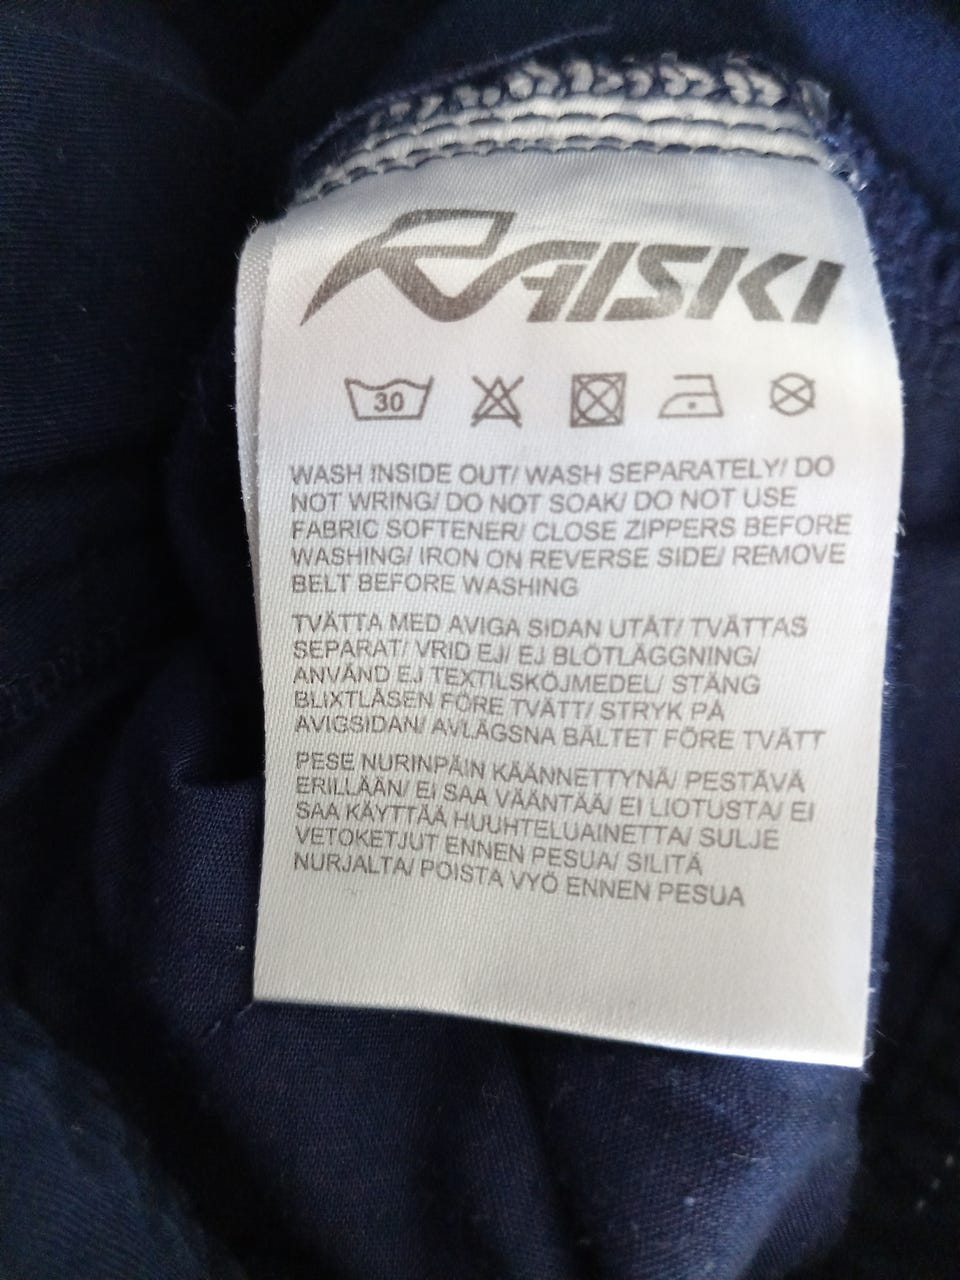 RAISKI
30
WASH INSIDE OUT/ WASH SEPARATELY/ DO
NOT WRING/ DO NOT SOAK/ DO NOT USE
FABRIC SOFTENER/ CLOSE ZIPPERS BEFORE
WASHING/ IRON ON REVERSE SIDE/ REMOVE
BELT BEFORE WASHING
TVÄTTA MED AVIGA SIDAN UTÅT/ TVÄTTAS
SEPARAT/ VRID EJ/ EJ BLÖTLÄGGNING/
ANVÄND EJ TEXTILSKÖJMEDEL/ STÄNG
BLIXTLÅSEN FÖRE TVÄTT/ STRYK PÅ
AVIGSIDAN/ AVLÄGSNA BÄLTET FÖRE TVÄTT
PESE NURINPÄIN KÄÄNNETTYNÄ/ PESTÄVÄ
ERILLÄÄN/ EI SAA VÄÄNTÄÄ/ EI LIOTUSTA/ EI
SAA KÄYTTÄÄ HUUHTELUAINETTA/ SULJE
VETOKETJUT ENNEN PESUA/ SILITÄ
NURJALTA/ POISTA VYÖ ENNEN PESUA